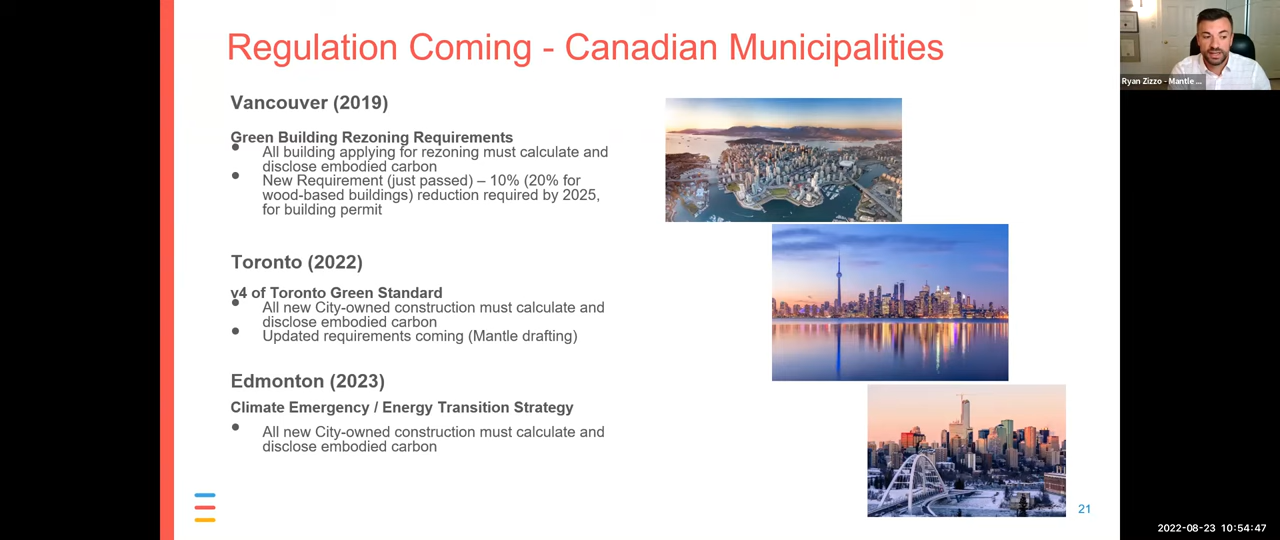 Regulation Coming - Canadian Municipalities
Vancouver (2019)
Green Building Rezoning Requirements
All building applying for rezoning must calculate and
disclose embodied carbon
New Requirement (just passed) – 10% (20% for
wood-based buildings) reduction required by 2025,
for building permit
Toronto (2022)
v4 of Toronto Green Standard
All new City-owned construction must calculate and
disclose embodied carbon
Updated requirements coming (Mantle drafting)
Edmonton (2023)
Climate Emergency / Energy Transition Strategy
All new City-owned construction must calculate and
disclose embodied carbon
21
Ryan Zizzo - Mantle ...
2022-08-23 10:54:47